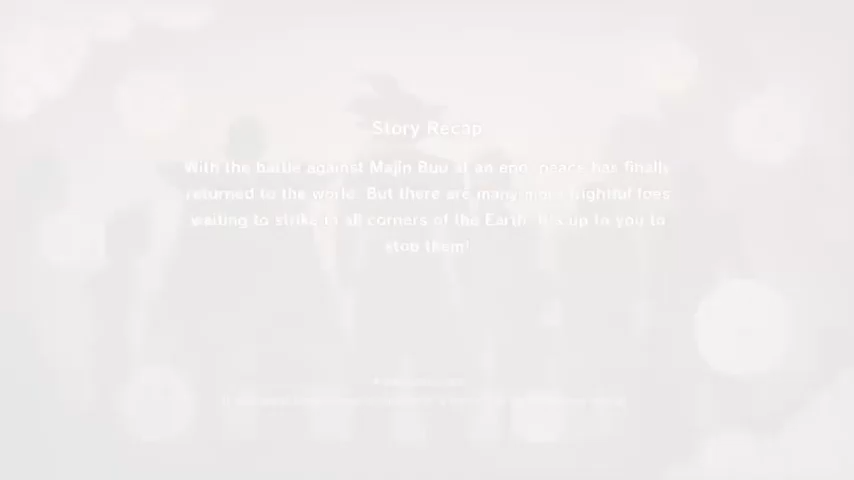 Story Recap
With the battle against Majin Buu at an end, peace has finally
returned to the world. But there are many more frightful foes
waiting to strike in all corners of the Earth. It's up to you to
stop them!